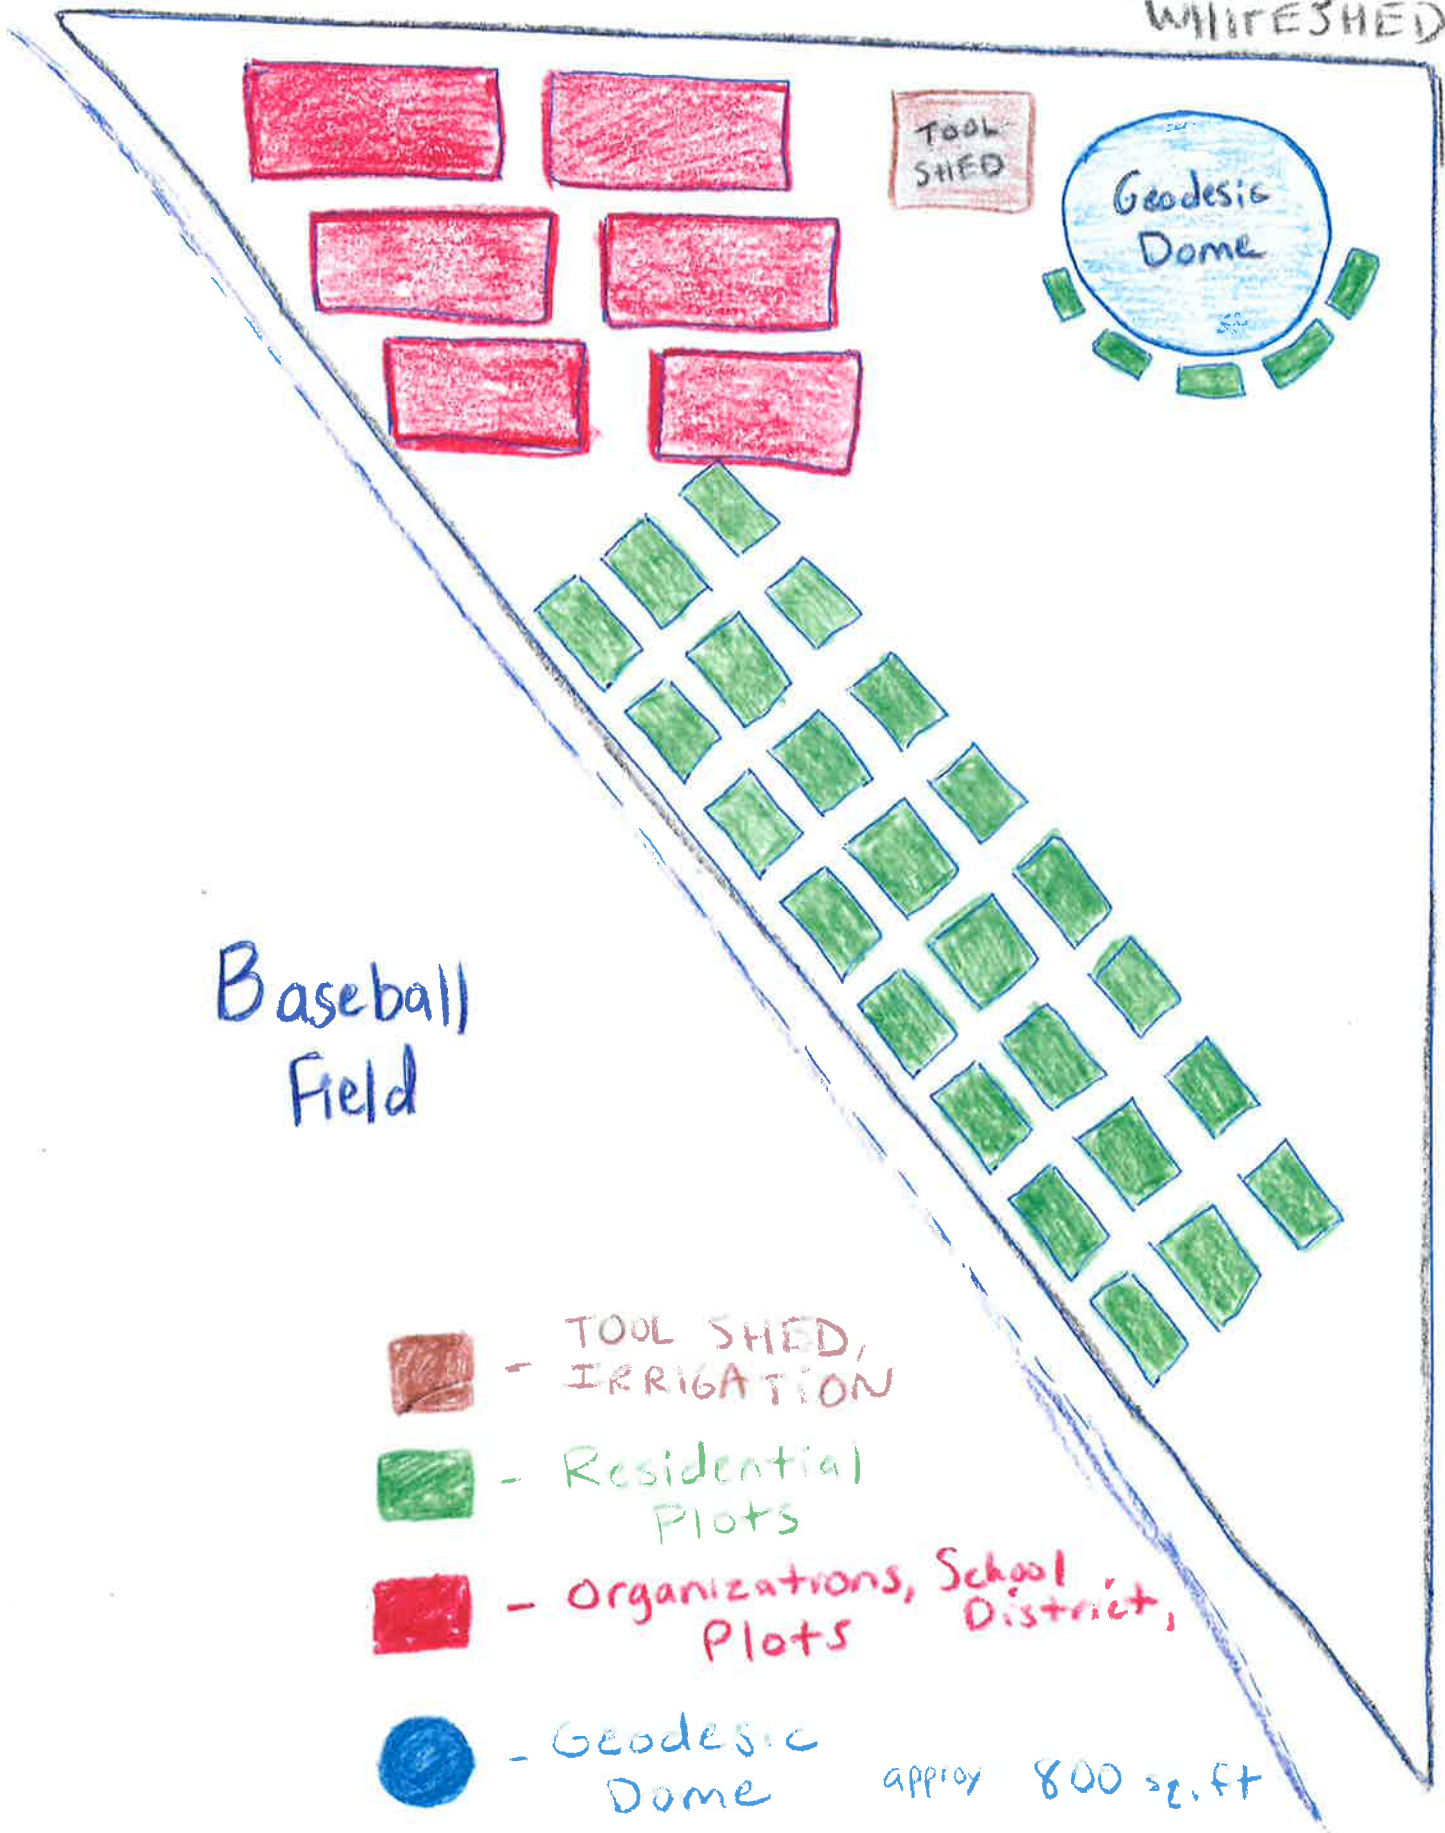 WHITESHED
TOOL
SHED
Geodesic
Dome
Baseball
Field
- TOOL SHED,
IRRIGATION
- Residential
Plots
- Organizations, School
District,
Plots
- Geodesic
Dome
approx 800 sq. ft